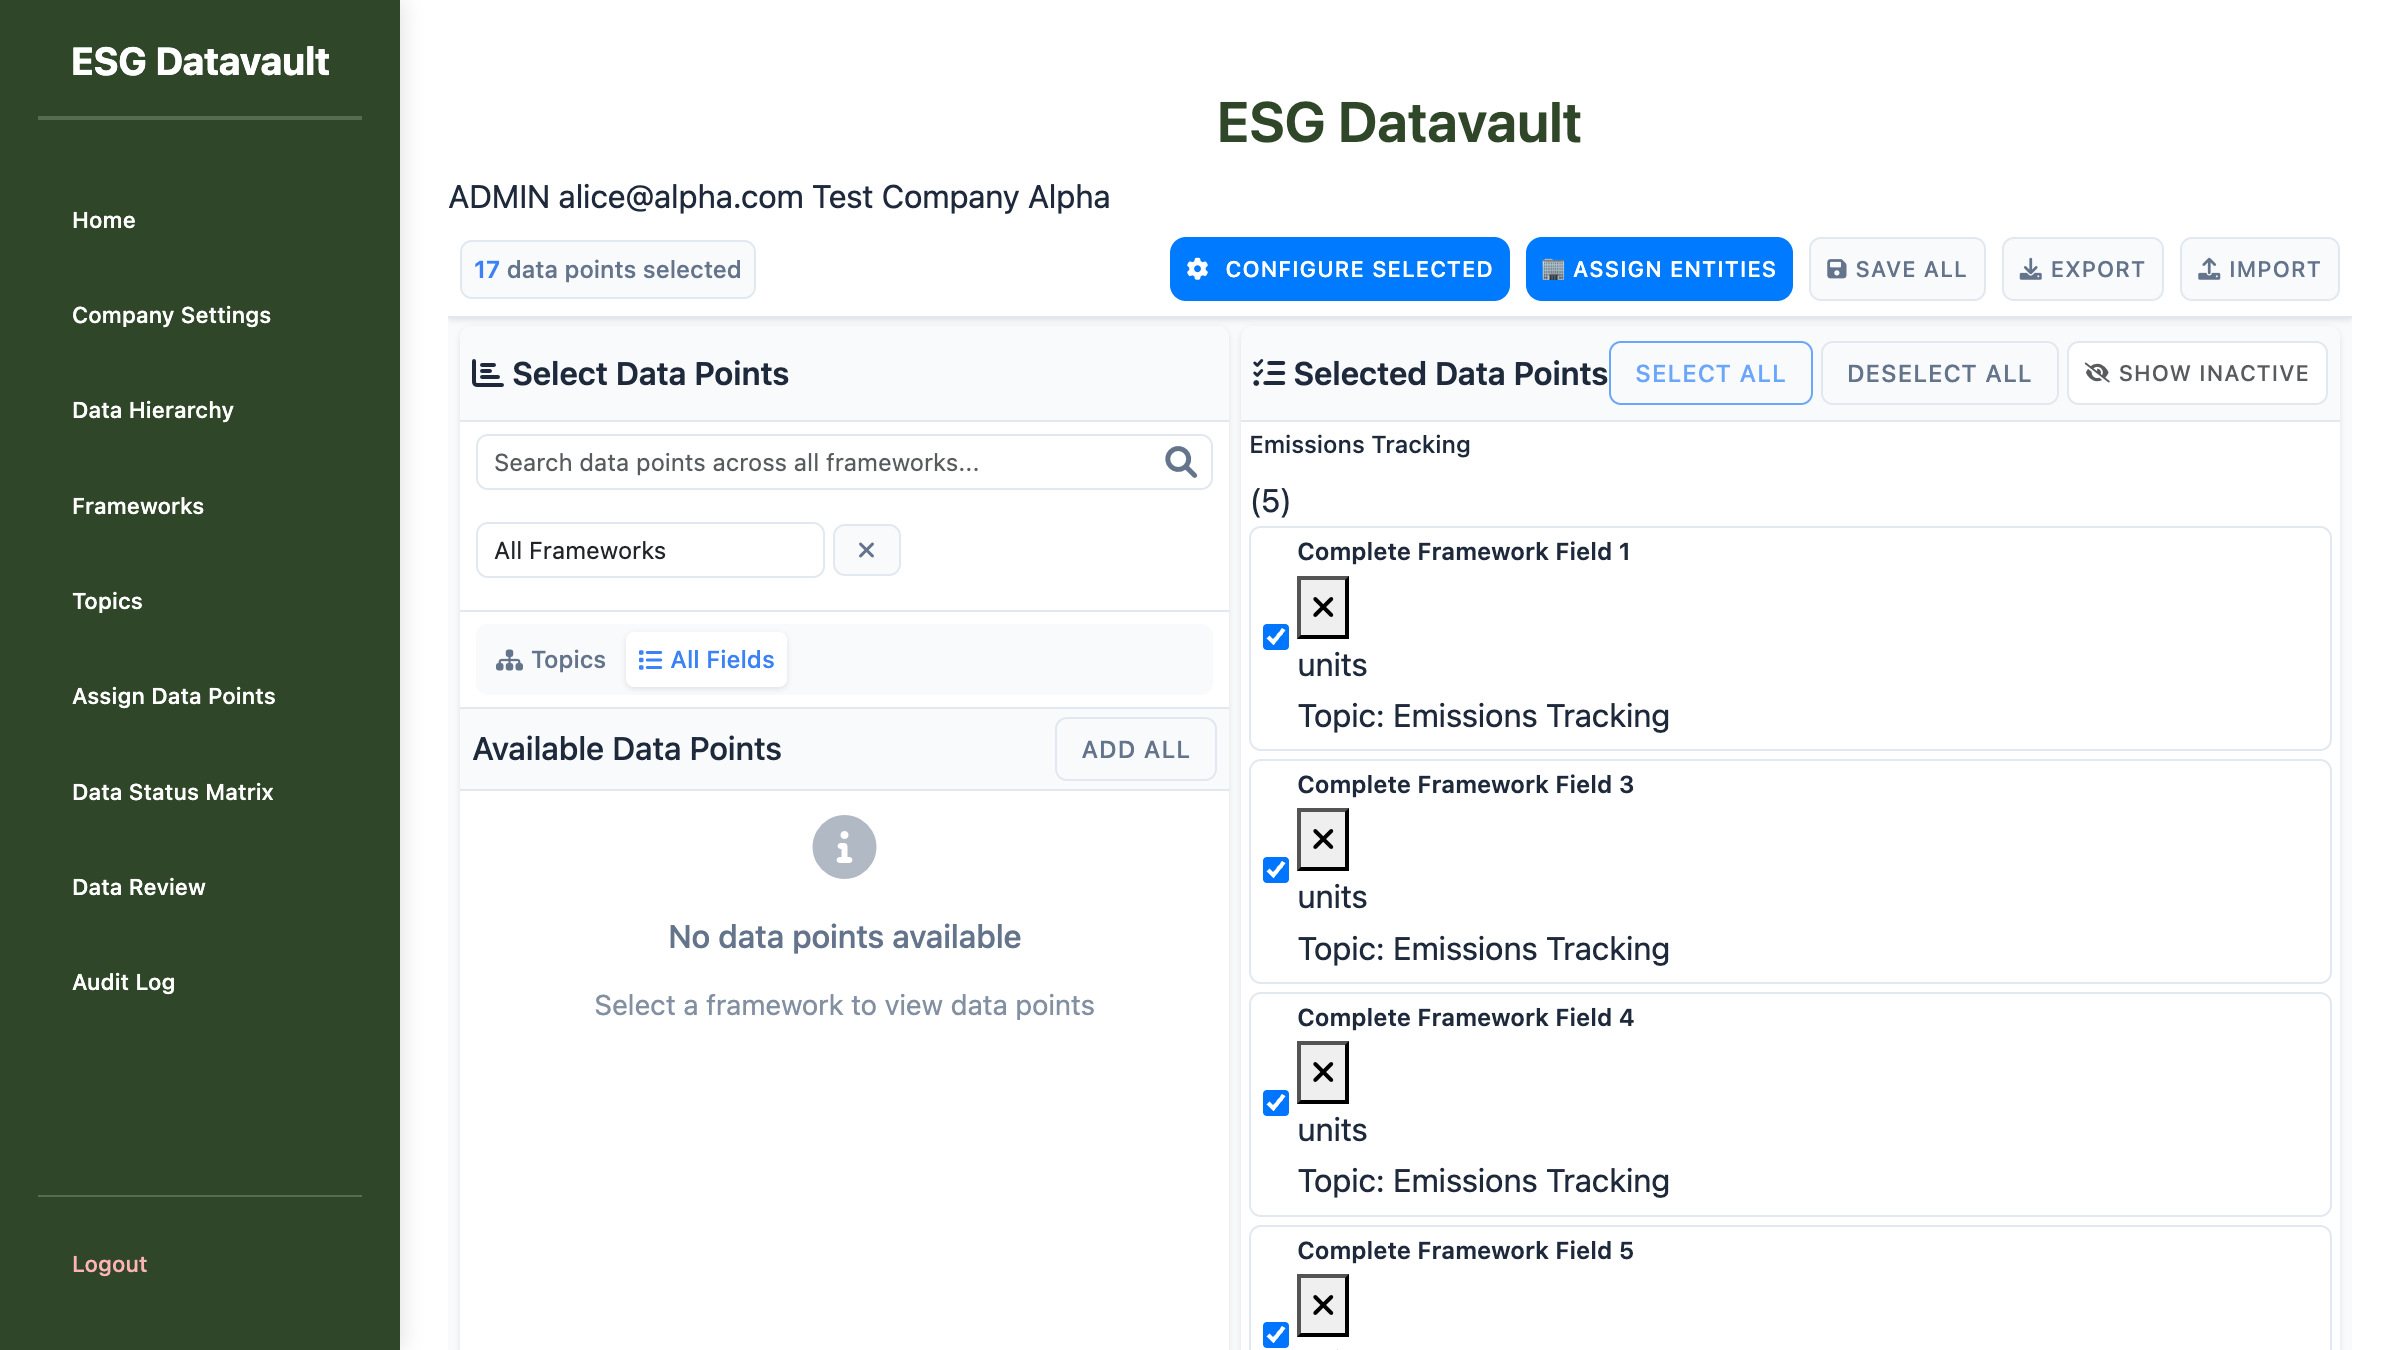 ESG Datavault
Home
Company Settings
Data Hierarchy
Frameworks
Topics
Assign Data Points
Data Status Matrix
Data Review
Audit Log
Logout
ESG Datavault
ADMIN alice@alpha.com Test Company Alpha
17 data points selected
CONFIGURE SELECTED
ASSIGN ENTITIES
SAVE ALL
EXPORT
IMPORT
Select Data Points
Search data points across all frameworks...
All Frameworks
Topics
All Fields
Available Data Points
ADD ALL
No data points available
Select a framework to view data points
Selected Data Points
SELECT ALL
DESELECT ALL
SHOW INACTIVE
Emissions Tracking
(5)
Complete Framework Field 1
units
Topic: Emissions Tracking
Complete Framework Field 3
units
Topic: Emissions Tracking
Complete Framework Field 4
units
Topic: Emissions Tracking
Complete Framework Field 5